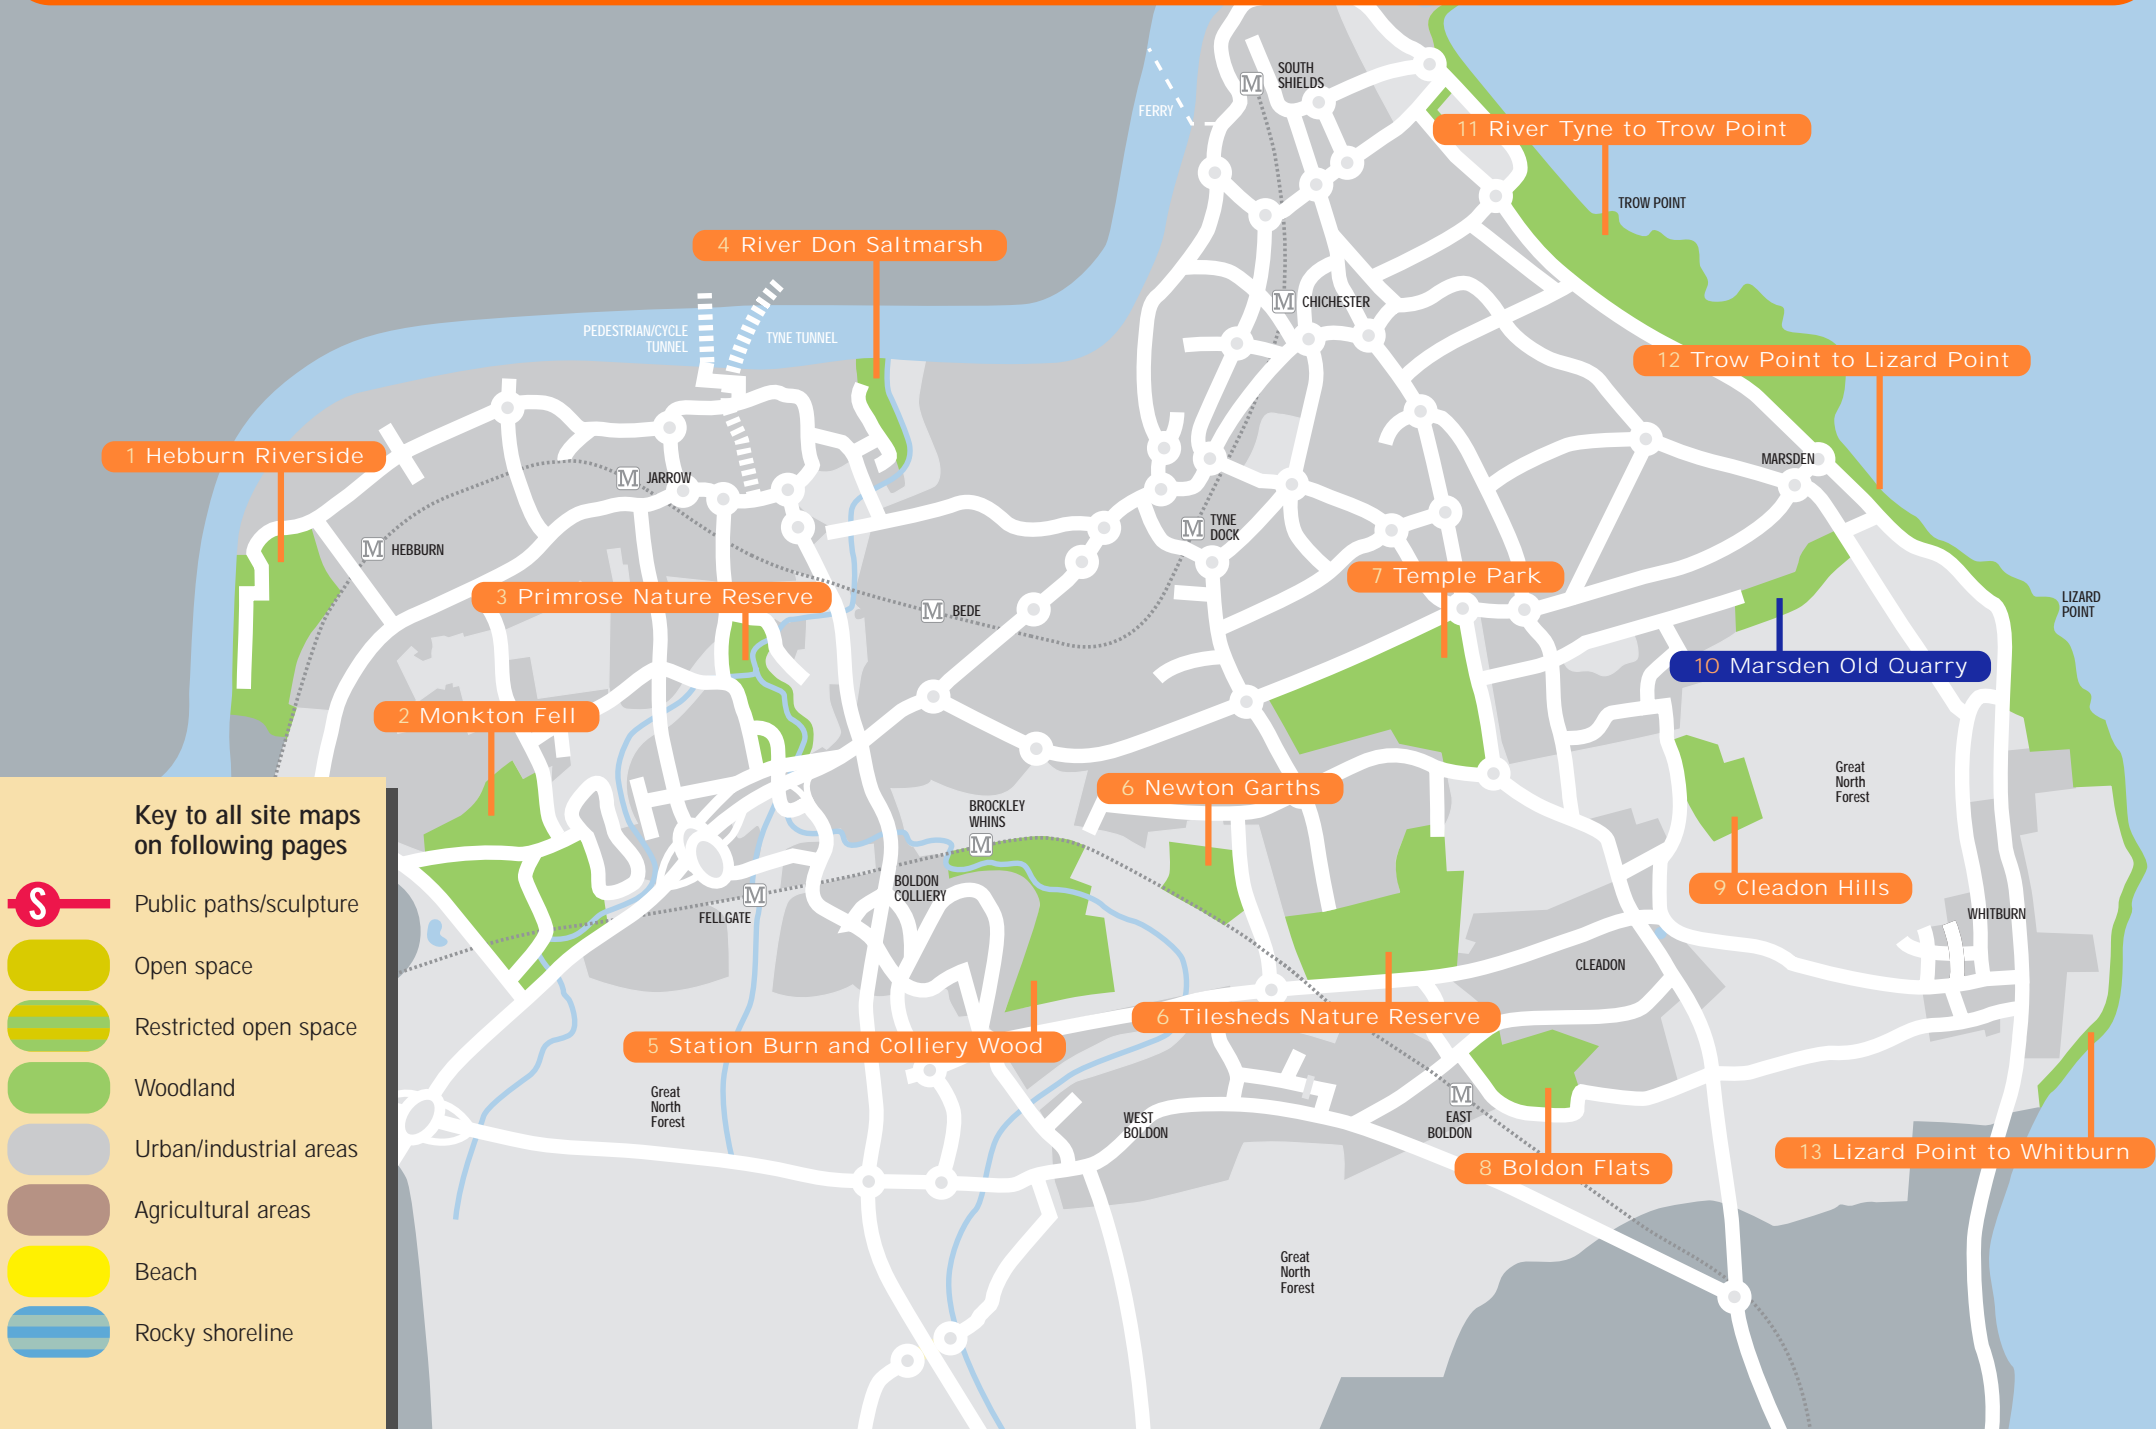 SOUTH
SHIELDS
M
FERRY
11 River Tyne to Trow Point
TROW POINT
4 River Don Saltmarsh
M CHICHESTER
PEDESTRIAN/CYCLE
TUNNEL
TYNE TUNNEL
12 Trow Point to Lizard Point
1 Hebburn Riverside
MARSDEN
M JARROW
M TYNE
DOCK
M HEBBURN
7 Temple Park
3 Primrose Nature Reserve
M BEDE
LIZARD
POINT
10 Marsden Old Quarry
2 Monkton Fell
Great
North
Forest
6 Newton Garths
BROCKLEY
WHINS
M
BOLDON
COLLIERY
M
FELLGATE
9 Cleadon Hills
WHITBURN
CLEADON
6 Tilesheds Nature Reserve
5 Station Burn and Colliery Wood
Great
North
Forest
M
EAST
BOLDON
WEST
BOLDON
13 Lizard Point to Whitburn
8 Boldon Flats
Great
North
Forest
Key to all site maps
on following pages
S Public paths/sculpture
Open space
Restricted open space
Woodland
Urban/industrial areas
Agricultural areas
Beach
Rocky shoreline